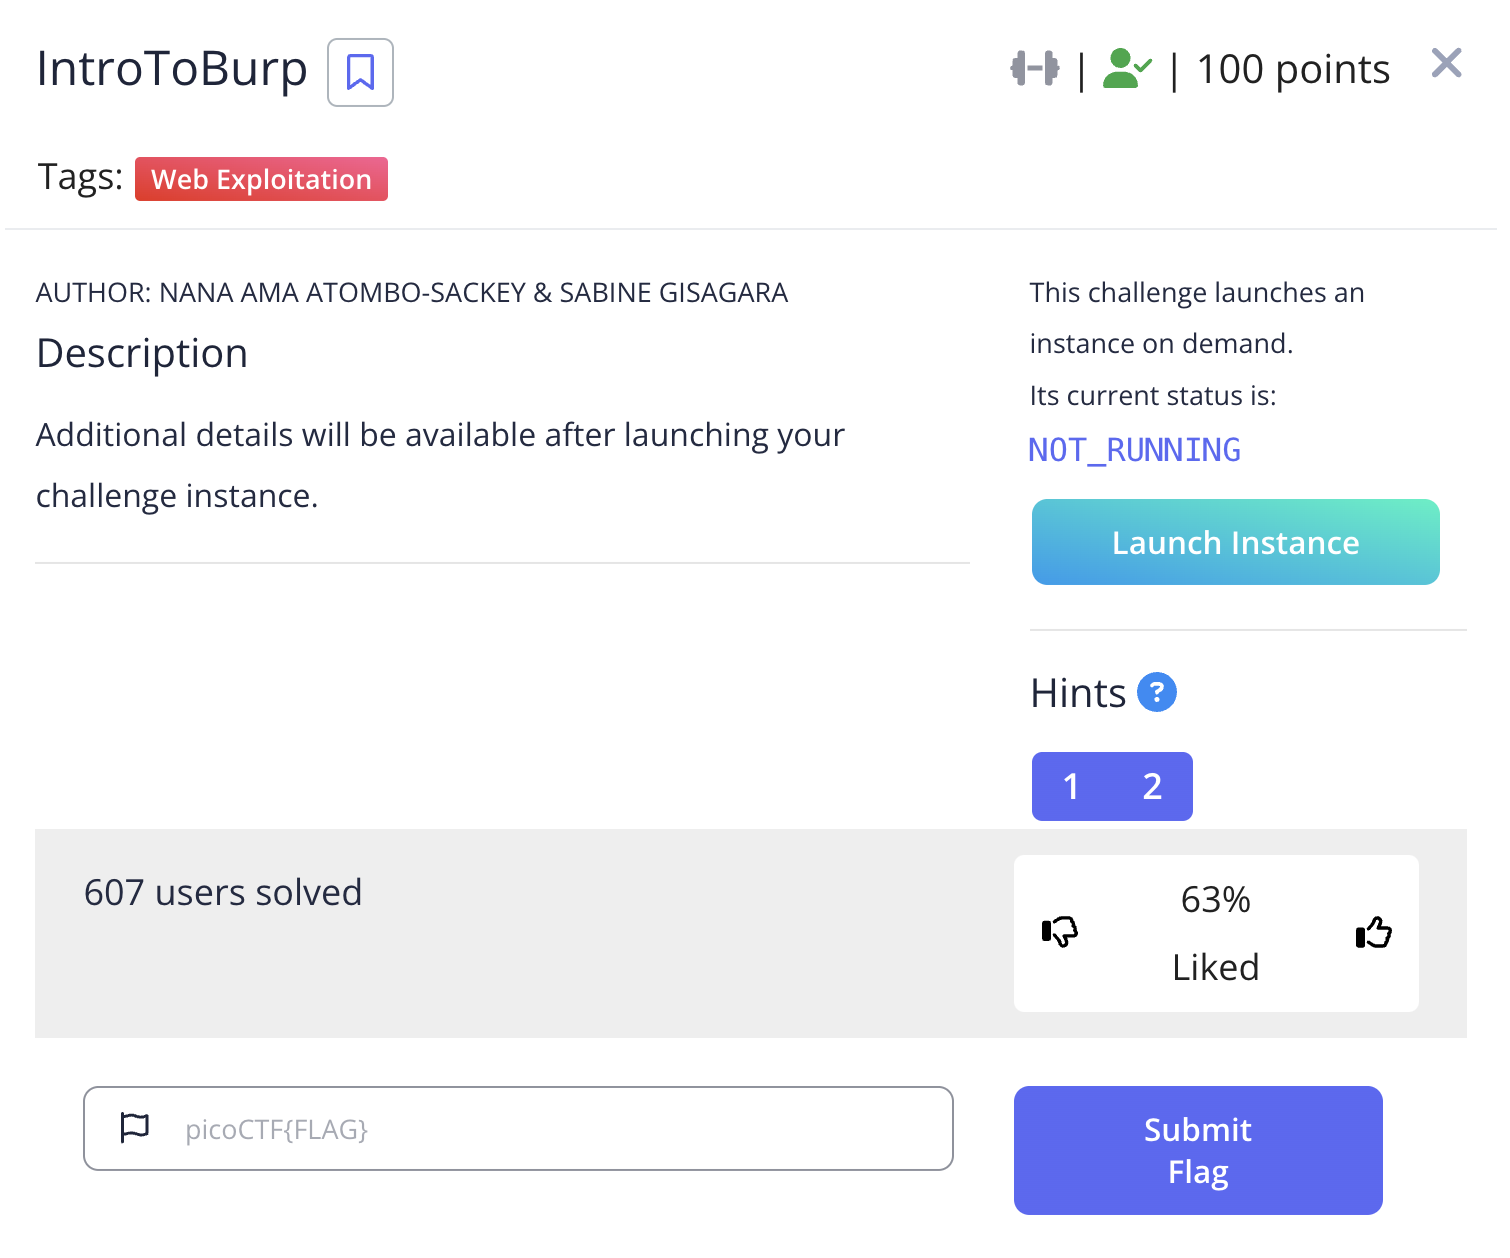 IntroToBurp
| | 100 points
Tags: Web Exploitation
AUTHOR: NANA AMA ATOMBO-SACKEY & SABINE GISAGARA
Description
Additional details will be available after launching your
challenge instance.
This challenge launches an
instance on demand.
Its current status is:
NOT_RUNNING
Launch Instance
Hints ?
1 2
607 users solved
63%
Liked
picoCTF{FLAG}
Submit
Flag